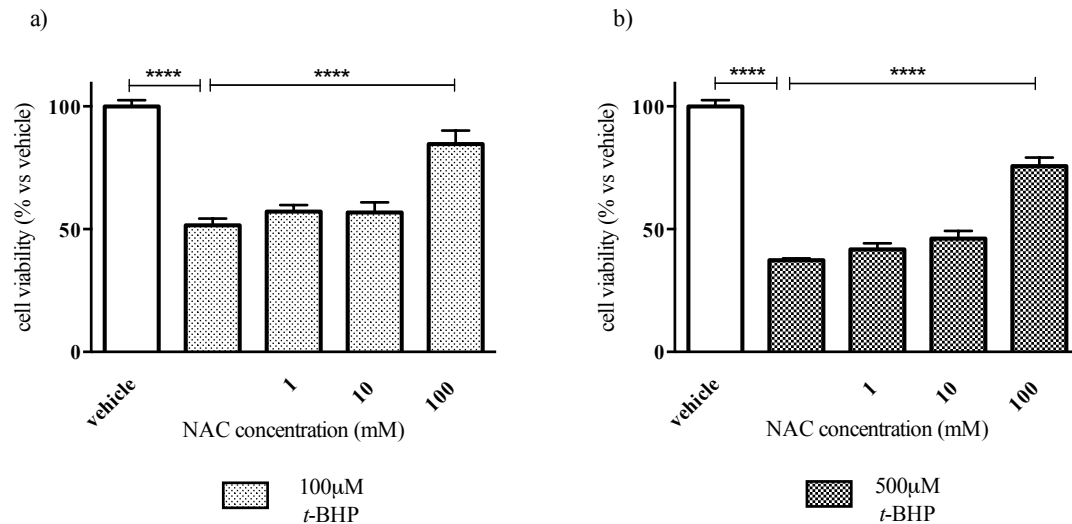 a)
**** ****
cell viability (% vs vehicle)
100
50
0
vehicle
1
10
100
NAC concentration (mM)
100μM
t-BHP
b)
**** ****
cell viability (% vs vehicle)
100
50
0
vehicle
1
10
100
NAC concentration (mM)
500μM
t-BHP